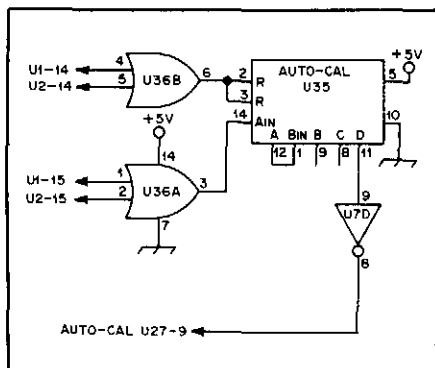 U1-14
U2-14
4
5
U36B
6
2
3
14
R
R
AIN
AUTO-CAL
U35
+5V
5
10
A BIN B C D
12 1 9 8 11
+5V
14
U1-15
U2-15
1
2
U36A
3
7
9
U7D
8
AUTO-CAL U27-9